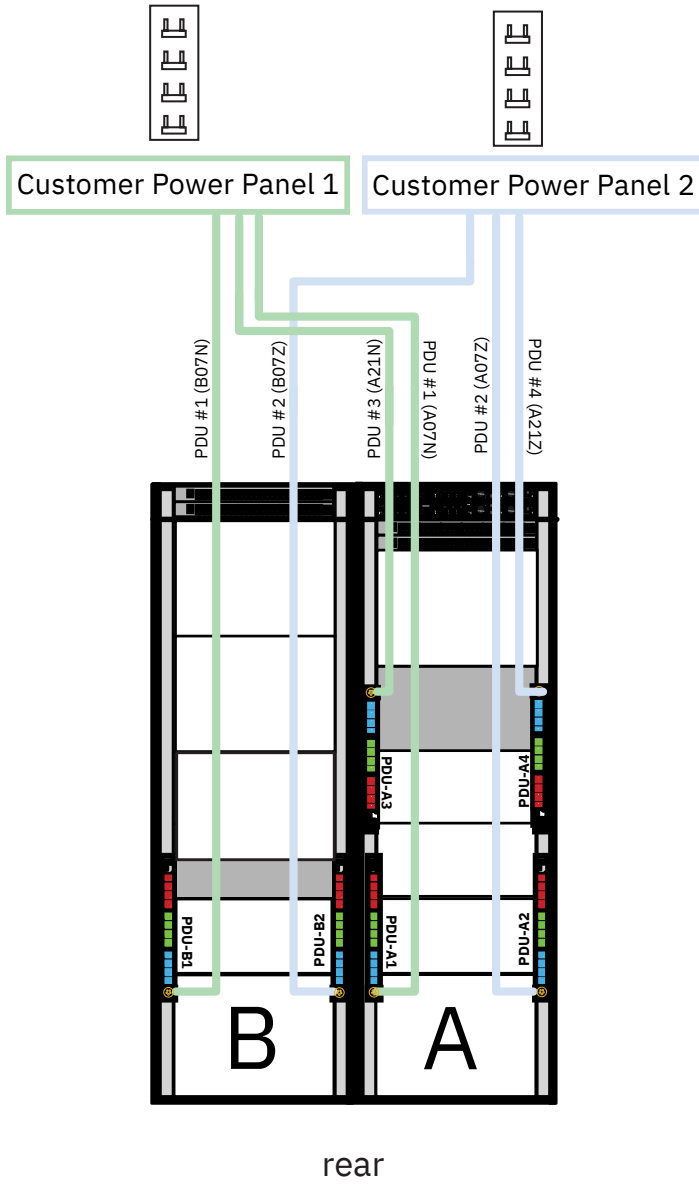 Customer Power Panel 1
Customer Power Panel 2
PDU #1 (B07N)
PDU #2 (B07Z)
PDU #3 (A21N)
PDU #1 (A07N)
PDU #2 (A07Z)
PDU #4 (A21Z)
PDU-A3
PDU-A4
PDU-B1
PDU-B2
PDU-A1
PDU-A2
B
A
rear